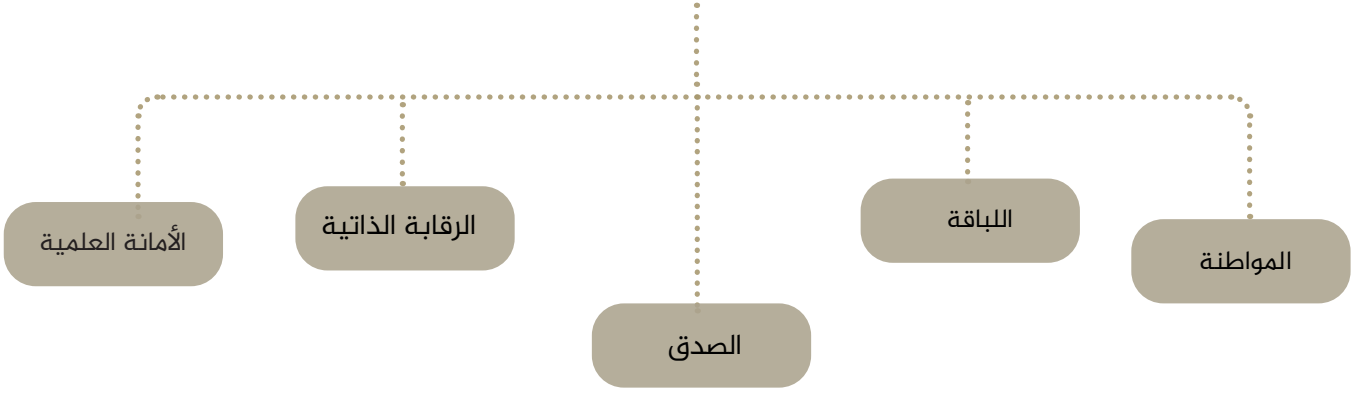 المواطنة
اللباقة
الصدق
الرقابة الذاتية
الأمانة العلمية